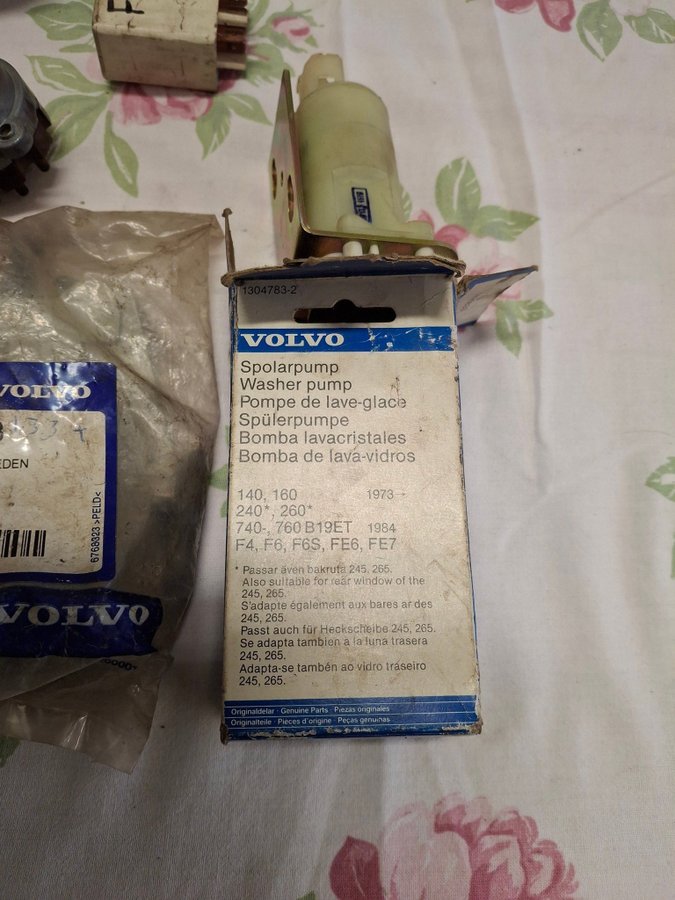 F
1304783-2
VOLVO
Spolarpump
Washer pump
Pompe de lave-glace
Spülerpumpe
Bomba lavacristales
Bomba de lava-vidros
140, 160 1973→
240*, 260*
740-, 760 B19ET 1984
F4, F6, F6S, FE6, FE7
* Passar även bakruta 245, 265.
Also suitable for rear window of the
245, 265.
S'adapte également aux bares ar des
245, 265.
Passt auch für Heckscheibe 245, 265.
Se adapta tambien a la luna trasera
245, 265.
Adapta-se tambén ao vidro traseiro
245, 265.
Originaldelar · Genuine Parts · Piezas originales
Originalteile · Pièces d'origine · Peças genuinas
VOLVO
334
EDEN
6768323 >PELD<
VOLVO